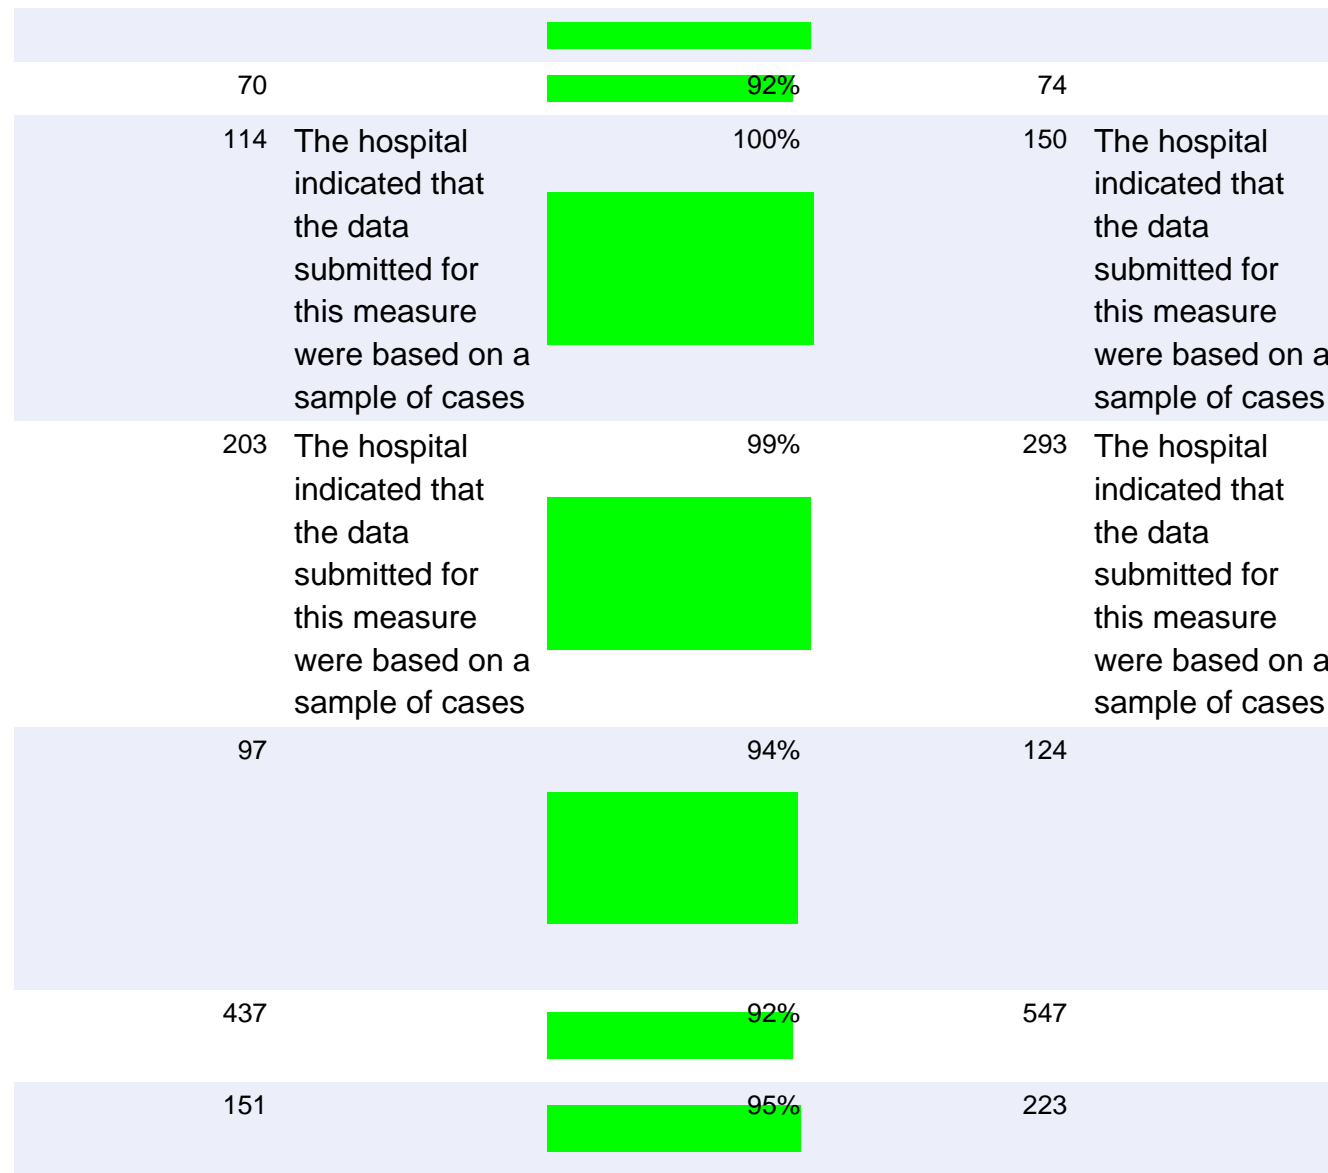 70 92% 74
114 The hospital 100% 150 The hospital
indicated that indicated that
the data the data
submitted for submitted for
this measure this measure
were based on a were based on a
sample of cases sample of cases
203 The hospital 99% 293 The hospital
indicated that indicated that
the data the data
submitted for submitted for
this measure this measure
were based on a were based on a
sample of cases sample of cases
97 94% 124
437 92% 547
151 95% 223